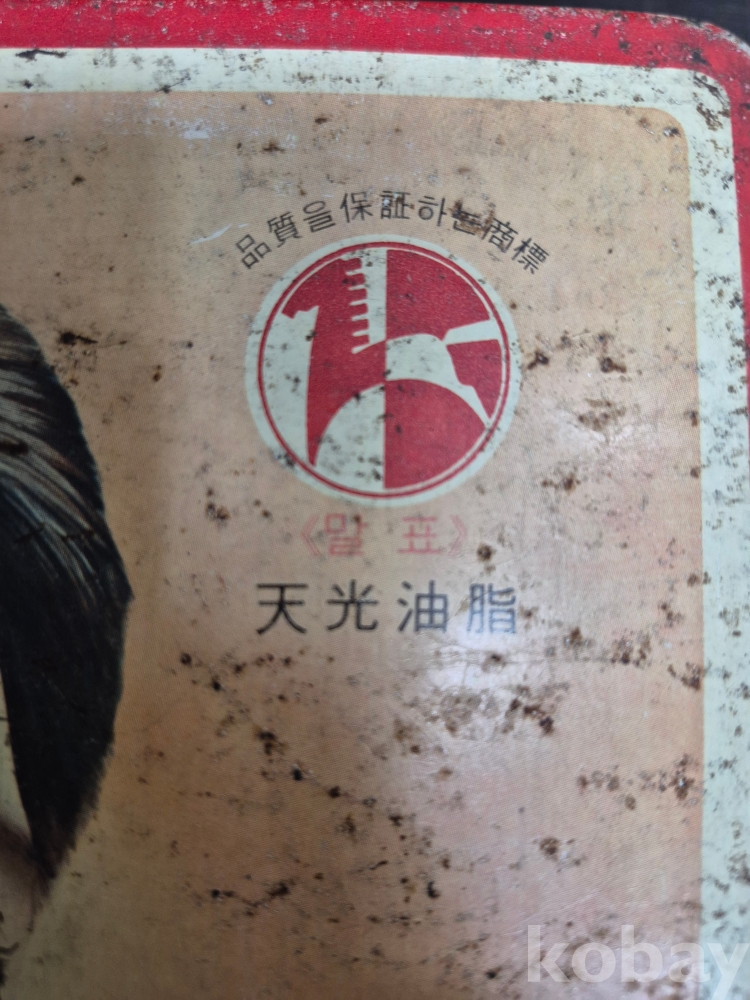 品質을保証하는商標
《말 표》
天光油脂
kobay